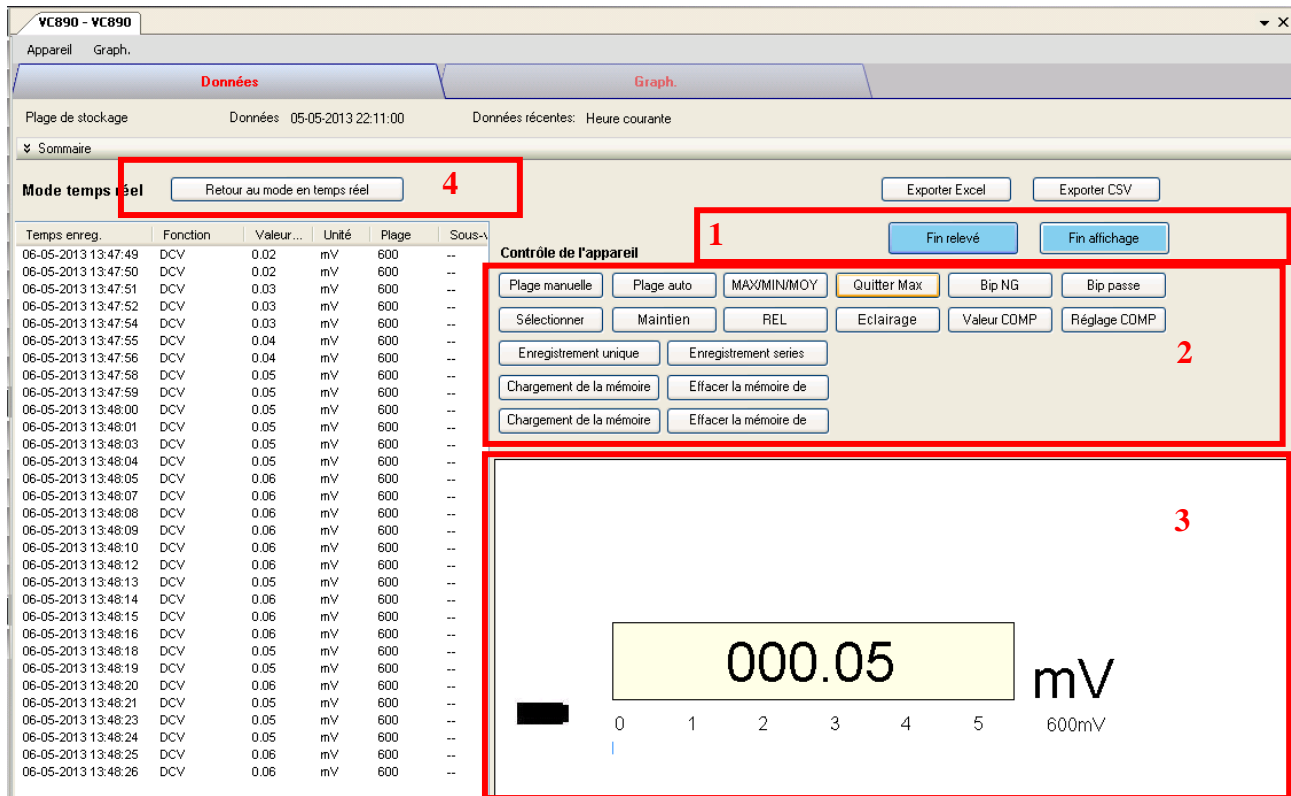 VC890 - VC890
Appareil Graph.
Données Graph.
Plage de stockage Données 05-05-2013 22:11:00 Données récentes: Heure courante
Sommaire
Mode temps réel Retour au mode en temps réel 4 Exporter Excel Exporter CSV
1 Fin relevé Fin affichage
Contrôle de l'appareil
Plage manuelle Plage auto MAX/MIN/MOY Quitter Max Bip NG Bip passe
Sélectionner Maintien REL Eclairage Valeur COMP Réglage COMP
2
Enregistrement unique Enregistrement series
Chargement de la mémoire Effacer la mémoire de
Chargement de la mémoire Effacer la mémoire de
Temps enreg. Fonction Valeur... Unité Plage Sous-v
06-05-2013 13:47:49 DCV 0.02 mV 600 --
06-05-2013 13:47:50 DCV 0.02 mV 600 --
06-05-2013 13:47:51 DCV 0.03 mV 600 --
06-05-2013 13:47:52 DCV 0.03 mV 600 --
06-05-2013 13:47:54 DCV 0.03 mV 600 --
06-05-2013 13:47:55 DCV 0.04 mV 600 --
06-05-2013 13:47:56 DCV 0.04 mV 600 --
06-05-2013 13:47:58 DCV 0.05 mV 600 --
06-05-2013 13:47:59 DCV 0.05 mV 600 --
06-05-2013 13:48:00 DCV 0.05 mV 600 --
06-05-2013 13:48:01 DCV 0.05 mV 600 --
06-05-2013 13:48:03 DCV 0.05 mV 600 --
06-05-2013 13:48:04 DCV 0.05 mV 600 --
06-05-2013 13:48:05 DCV 0.06 mV 600 --
06-05-2013 13:48:07 DCV 0.06 mV 600 --
06-05-2013 13:48:08 DCV 0.06 mV 600 --
06-05-2013 13:48:09 DCV 0.06 mV 600 --
06-05-2013 13:48:10 DCV 0.06 mV 600 --
06-05-2013 13:48:12 DCV 0.06 mV 600 --
06-05-2013 13:48:13 DCV 0.05 mV 600 --
06-05-2013 13:48:14 DCV 0.06 mV 600 --
06-05-2013 13:48:15 DCV 0.06 mV 600 --
06-05-2013 13:48:16 DCV 0.06 mV 600 --
06-05-2013 13:48:18 DCV 0.05 mV 600 --
06-05-2013 13:48:19 DCV 0.05 mV 600 --
06-05-2013 13:48:20 DCV 0.06 mV 600 --
06-05-2013 13:48:21 DCV 0.05 mV 600 --
06-05-2013 13:48:23 DCV 0.05 mV 600 --
06-05-2013 13:48:24 DCV 0.05 mV 600 --
06-05-2013 13:48:25 DCV 0.06 mV 600 --
06-05-2013 13:48:26 DCV 0.06 mV 600 --
3
000.05 mV
0 1 2 3 4 5 600mV